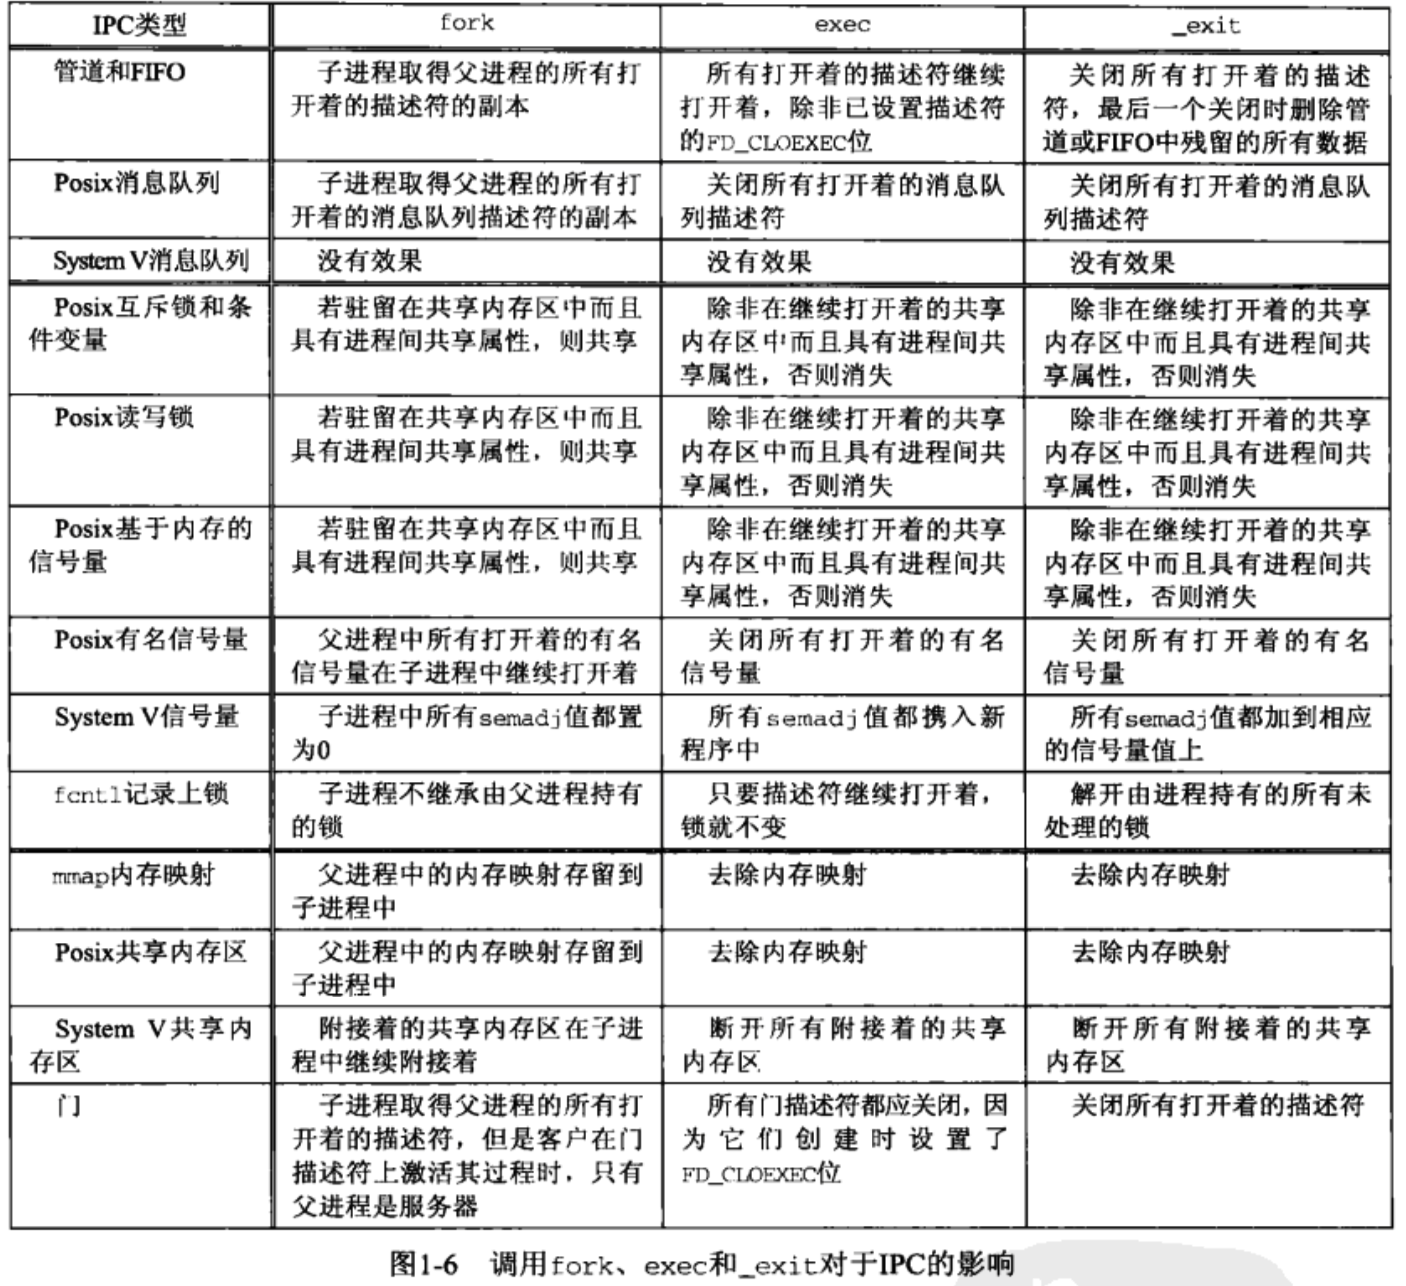 IPC类型 fork exec _exit
管道和FIFO 子进程取得父进程的所有打 所有打开着的描述符继续 关闭所有打开着的描述
开着的描述符的副本 打开着，除非已设置描述符 符，最后一个关闭时删除管
的FD_CLOEXEC位 道或FIFO中残留的所有数据
Posix消息队列 子进程取得父进程的所有打 关闭所有打开着的消息队 关闭所有打开着的消息队
开着的消息队列描述符的副本 列描述符 列描述符
System V消息队列 没有效果 没有效果 没有效果
Posix互斥锁和条 若驻留在共享内存区中而且 除非在继续打开着的共享 除非在继续打开着的共享
件变量 具有进程间共享属性，则共享 内存区中而且具有进程间共 内存区中而且具有进程间共
享属性，否则消失 享属性，否则消失
Posix读写锁 若驻留在共享内存区中而且 除非在继续打开着的共享 除非在继续打开着的共享
具有进程间共享属性，则共享 内存区中而且具有进程间共 内存区中而且具有进程间共
享属性，否则消失 享属性，否则消失
Posix基于内存的 若驻留在共享内存区中而且 除非在继续打开着的共享 除非在继续打开着的共享
信号量 具有进程间共享属性，则共享 内存区中而且具有进程间共 内存区中而且具有进程间共
享属性，否则消失 享属性，否则消失
Posix有名信号量 父进程中所有打开着的有名 关闭所有打开着的有名 关闭所有打开着的有名
信号量在子进程中继续打开着 信号量 信号量
System V信号量 子进程中所有semadj值都置 所有semadj值都携入新 所有semadj值都加到相应
为0 程序中 的信号量值上
fcntl记录上锁 子进程不继承由父进程持有 只要描述符继续打开着， 解开由进程持有的所有未
的锁 锁就不变 处理的锁
mmap内存映射 父进程中的内存映射存留到 去除内存映射 去除内存映射
子进程中
Posix共享内存区 父进程中的内存映射存留到 去除内存映射 去除内存映射
子进程中
System V共享内 附接着的共享内存区在子进 断开所有附接着的共享 断开所有附接着的共享
存区 程中继续附接着 内存区 内存区
门 子进程取得父进程的所有打 所有门描述符都应关闭，因 关闭所有打开着的描述符
开着的描述符，但是客户在门 为它们创建时设置了
描述符上激活其过程时，只有 FD_CLOEXEC位
父进程是服务器
图1-6 调用fork、exec和_exit对于IPC的影响